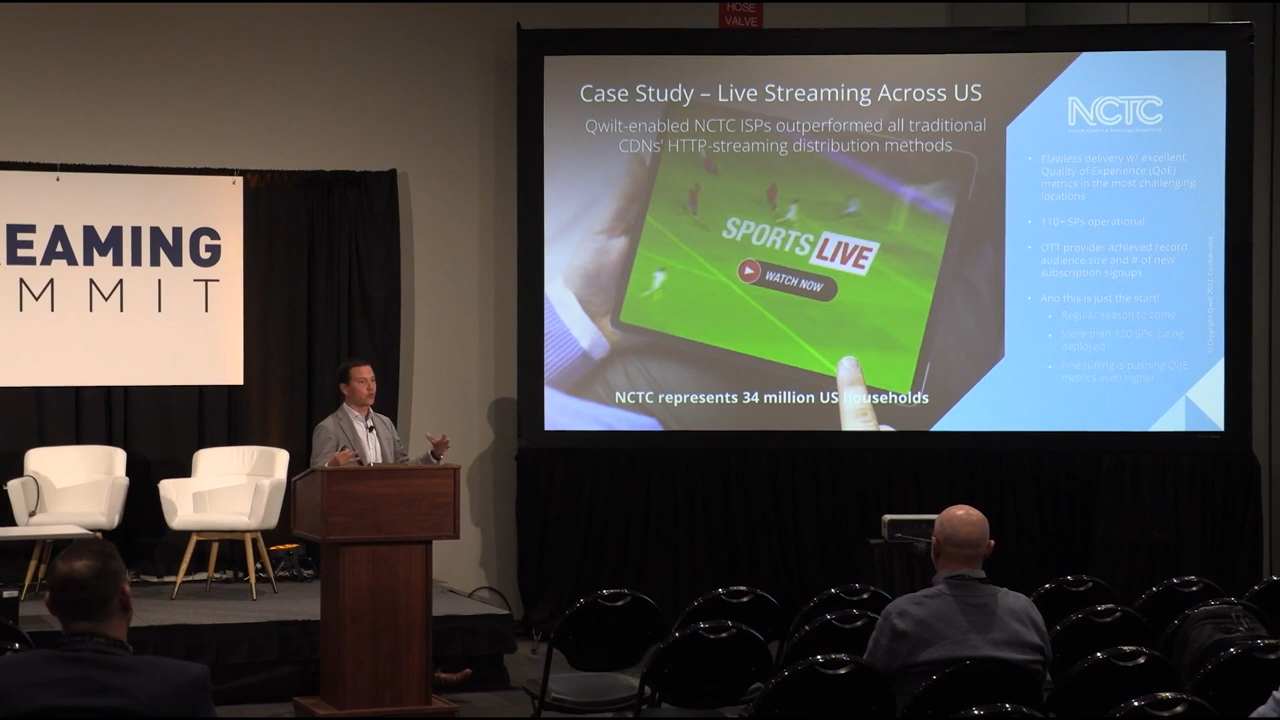 HOSE
VALVE
EAMING
MMIT
Case Study – Live Streaming Across US
Qwilt-enabled NCTC ISPs outperformed all traditional
CDNs' HTTP-streaming distribution methods
SPORTS LIVE
WATCH NOW
NCTC represents 34 million US households
NCTC
• Flawless delivery w/ excellent
Quality of Experience (QoE)
metrics in the most challenging
locations
• 110+ SPs operational
• OTT provider achieved record
audience size and # of new
subscription signups
• And this is just the start!
• Regular season to come
• More than 120 SPs being
deployed
• Fine tuning is pushing QoE
metrics even higher